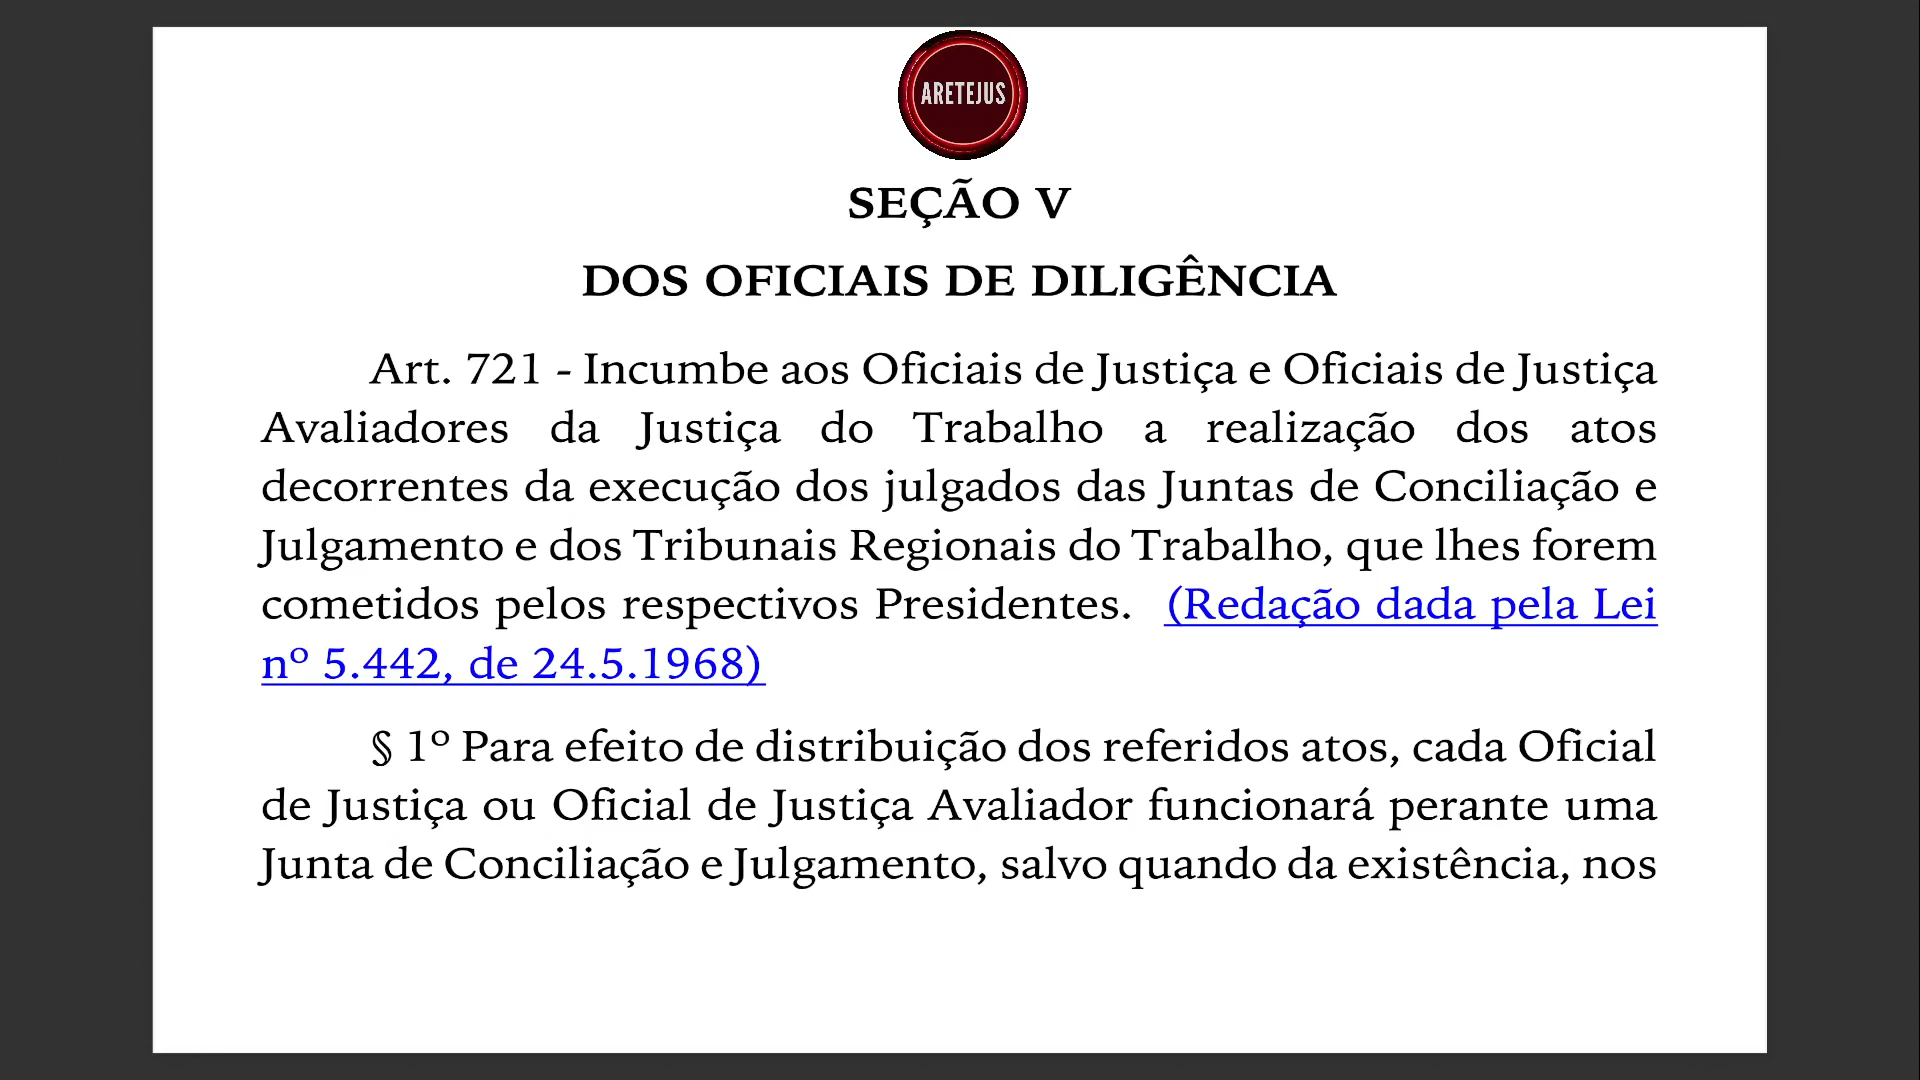 ARETEJUS
SEÇÃO V
DOS OFICIAIS DE DILIGÊNCIA
Art. 721 - Incumbe aos Oficiais de Justiça e Oficiais de Justiça
Avaliadores da Justiça do Trabalho a realização dos atos
decorrentes da execução dos julgados das Juntas de Conciliação e
Julgamento e dos Tribunais Regionais do Trabalho, que lhes forem
cometidos pelos respectivos Presidentes. (Redação dada pela Lei
nº 5.442, de 24.5.1968)
§ 1º Para efeito de distribuição dos referidos atos, cada Oficial
de Justiça ou Oficial de Justiça Avaliador funcionará perante uma
Junta de Conciliação e Julgamento, salvo quando da existência, nos